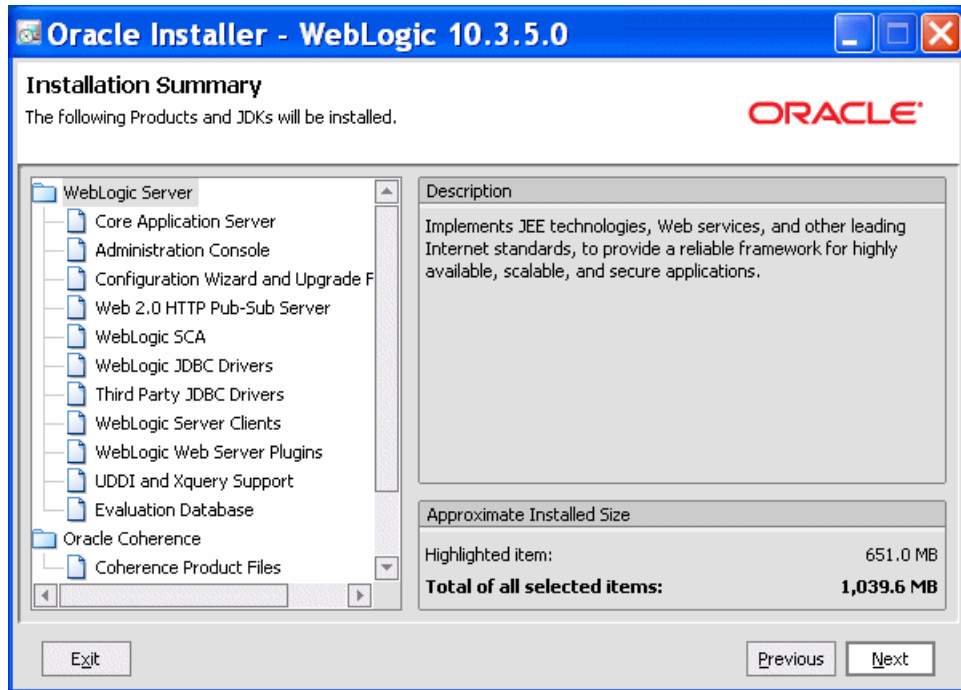 Oracle Installer - WebLogic 10.3.5.0
Installation Summary
The following Products and JDKs will be installed.
ORACLE
WebLogic Server
Core Application Server
Administration Console
Configuration Wizard and Upgrade F
Web 2.0 HTTP Pub-Sub Server
WebLogic SCA
WebLogic JDBC Drivers
Third Party JDBC Drivers
WebLogic Server Clients
WebLogic Web Server Plugins
UDDI and Xquery Support
Evaluation Database
Oracle Coherence
Coherence Product Files
Description
Implements JEE technologies, Web services, and other leading
Internet standards, to provide a reliable framework for highly
available, scalable, and secure applications.
Approximate Installed Size
Highlighted item: 651.0 MB
Total of all selected items: 1,039.6 MB
Exit
Previous
Next